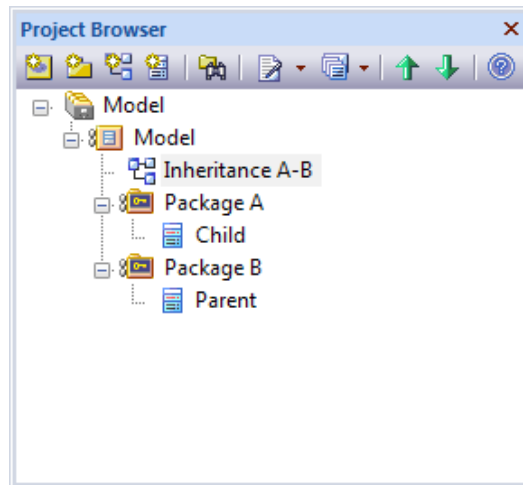 Project Browser
Model
Model
Inheritance A-B
Package A
Child
Package B
Parent